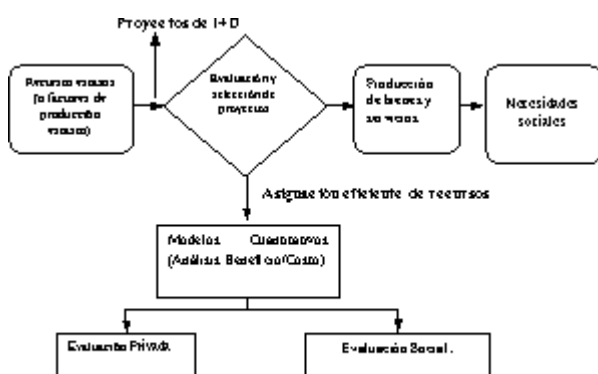 Proyectos de I+D
Recursos escasos
(o factores de
producción
escasos)
Evaluación y
selección de
proyectos
Producción
de bienes y
servicios
Necesidades
sociales
Asignación eficiente de recursos
Modelos Cuantitativos
(Análisis Beneficio/Costo)
Evaluación Privada
Evaluación Social.